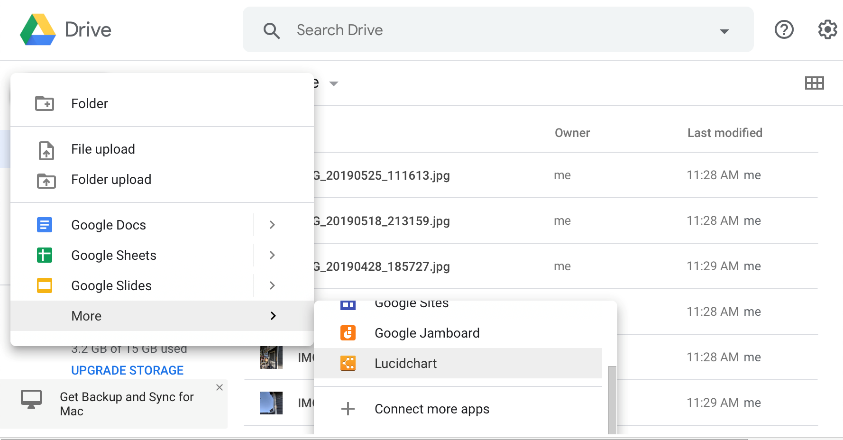 Drive
Search Drive
Folder
File upload
Folder upload
Google Docs
Google Sheets
Google Slides
More
Google Sites
Google Jamboard
Lucidchart
Connect more apps
Owner
Last modified
G_20190525_111613.jpg
me
11:28 AM me
G_20190518_213159.jpg
me
11:28 AM me
G_20190428_185727.jpg
me
11:29 AM me
11:28 AM me
IMG
11:28 AM me
IMG
11:29 AM me
3.2 GB of 15 GB used
UPGRADE STORAGE
Get Backup and Sync for
Mac